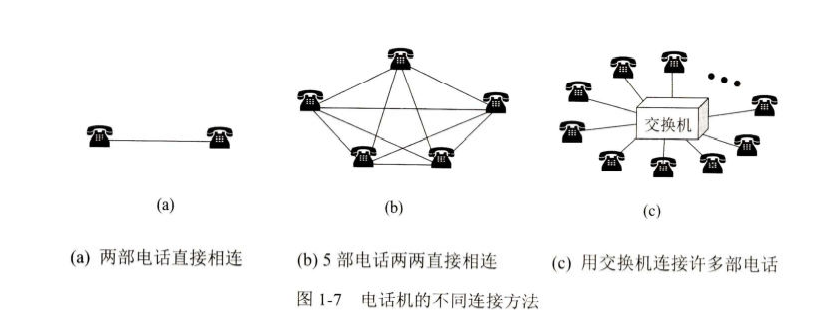 交换机
(a)
(b)
(c)
(a) 两部电话直接相连
(b) 5 部电话两两直接相连
(c) 用交换机连接许多部电话
图 1-7 电话机的不同连接方法